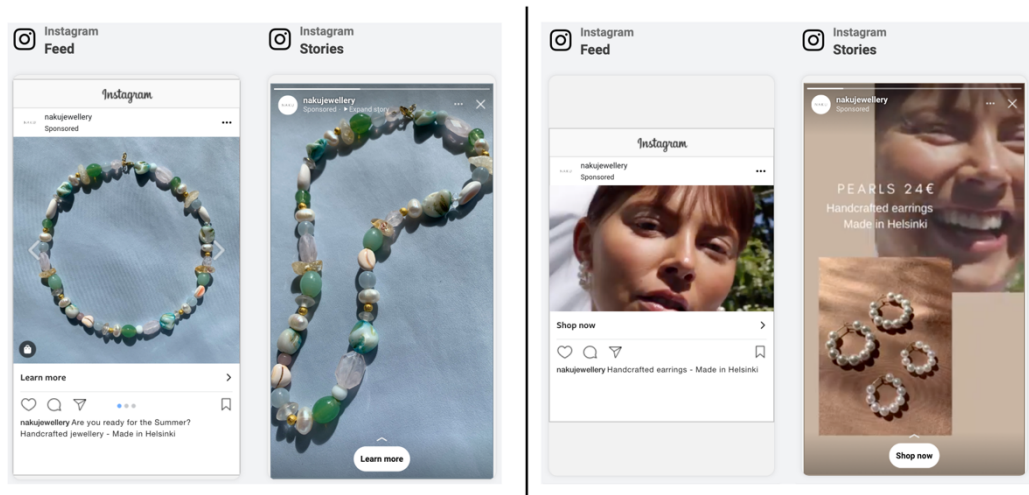 Instagram
Feed
Instagram
nakujewellery
Sponsored
Learn more
nakujewellery Are you ready for the Summer?
Handcrafted jewellery - Made in Helsinki
Instagram
Stories
nakujewellery
Sponsored · Expand story
Learn more
Instagram
Feed
Instagram
nakujewellery
Sponsored
Shop now
nakujewellery Handcrafted earrings - Made in Helsinki
Instagram
Stories
nakujewellery
Sponsored
PEARLS 24€
Handcrafted earrings
Made in Helsinki
Shop now